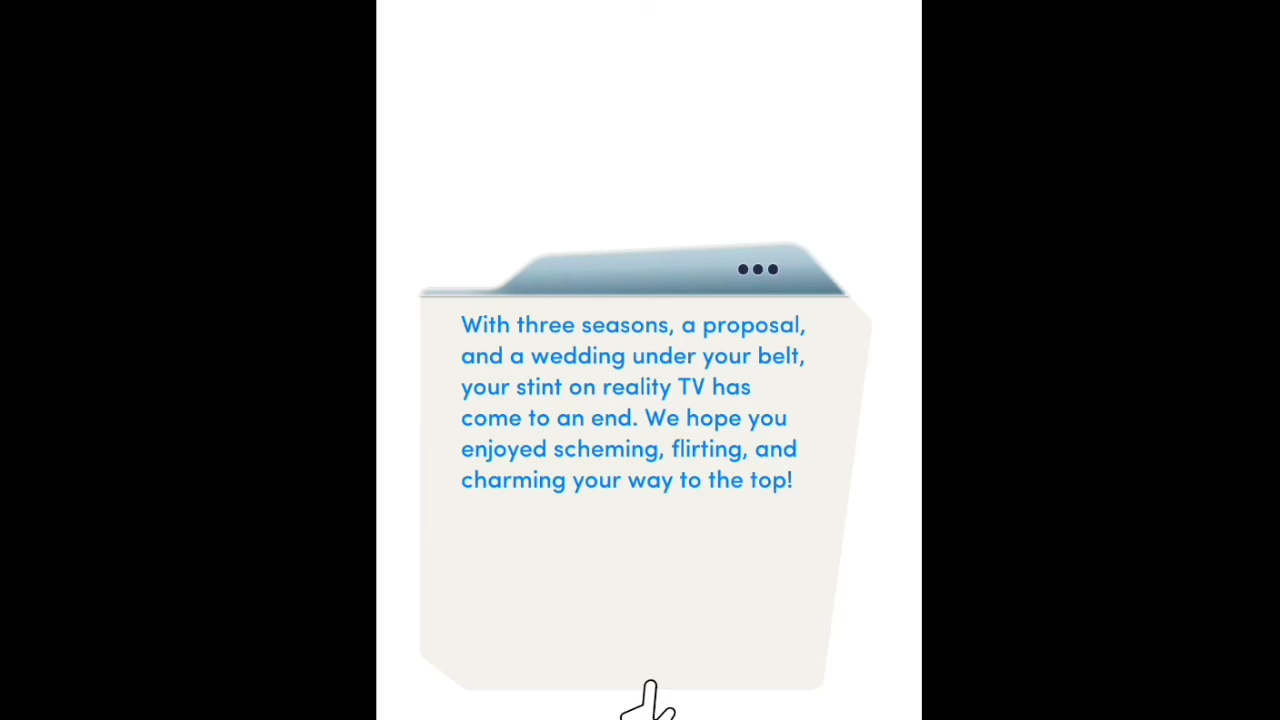 With three seasons, a proposal,
and a wedding under your belt,
your stint on reality TV has
come to an end. We hope you
enjoyed scheming, flirting, and
charming your way to the top!